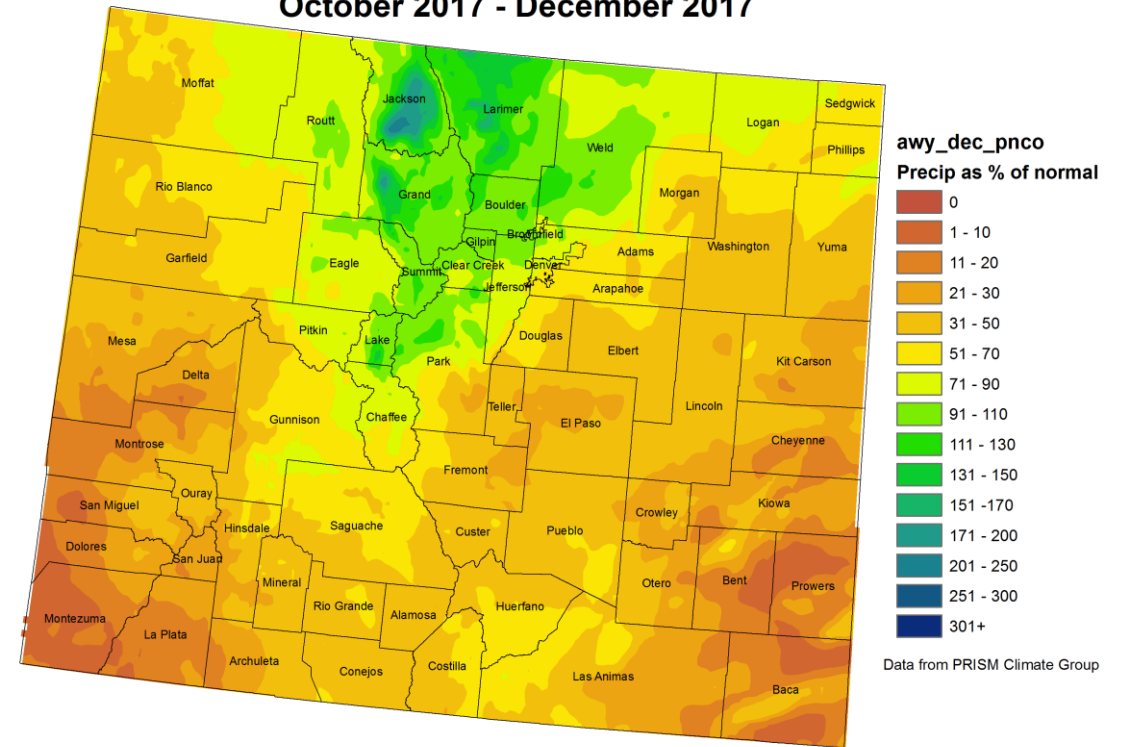 October 2017 - December 2017
Moffat
Jackson
Larimer
Sedgwick
Routt
Logan
Weld
Phillips
Rio Blanco
Grand
Boulder
Morgan
Gilpin
Broomfield
Washington
Yuma
Garfield
Eagle
Summit
Clear Creek
Denver
Adams
Jefferson
Arapahoe
Pitkin
Lake
Douglas
Mesa
Park
Elbert
Kit Carson
Delta
Teller
Lincoln
Gunnison
Chaffee
El Paso
Montrose
Cheyenne
Fremont
Ouray
San Miguel
Saguache
Hinsdale
Custer
Pueblo
Crowley
Kiowa
Dolores
San Juan
Mineral
Otero
Bent
Prowers
Rio Grande
Alamosa
Huerfano
Montezuma
La Plata
Archuleta
Conejos
Costilla
Las Animas
Baca
awy_dec_pnco
Precip as % of normal
0
1 - 10
11 - 20
21 - 30
31 - 50
51 - 70
71 - 90
91 - 110
111 - 130
131 - 150
151 -170
171 - 200
201 - 250
251 - 300
301+
Data from PRISM Climate Group